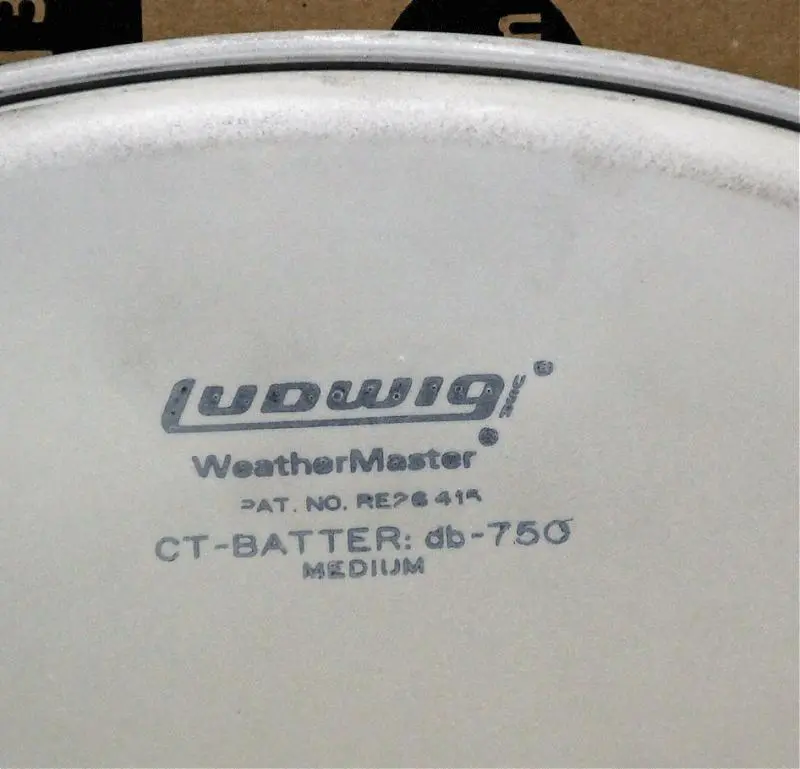 Ludwig
WeatherMaster®
PAT. NO. RE26 415
CT-BATTER: db-750
MEDIUM